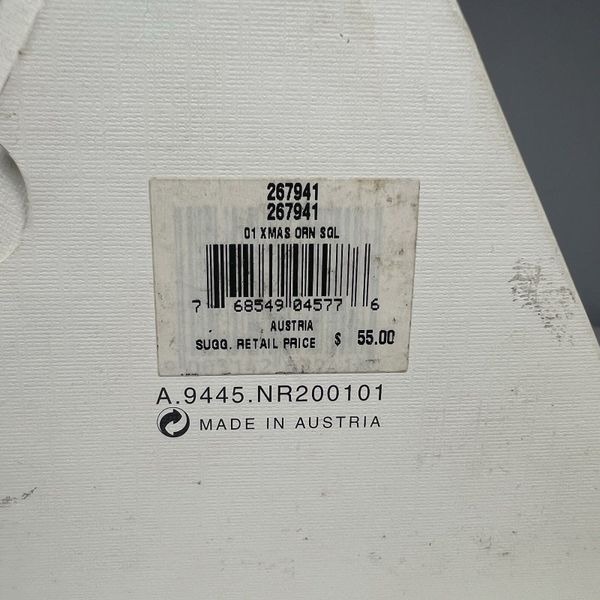 267941
267941
01 XMAS ORN SGL
7 68549 04577 6
AUSTRIA
SUGG. RETAIL PRICE $ 55.00
A.9445.NR200101
MADE IN AUSTRIA